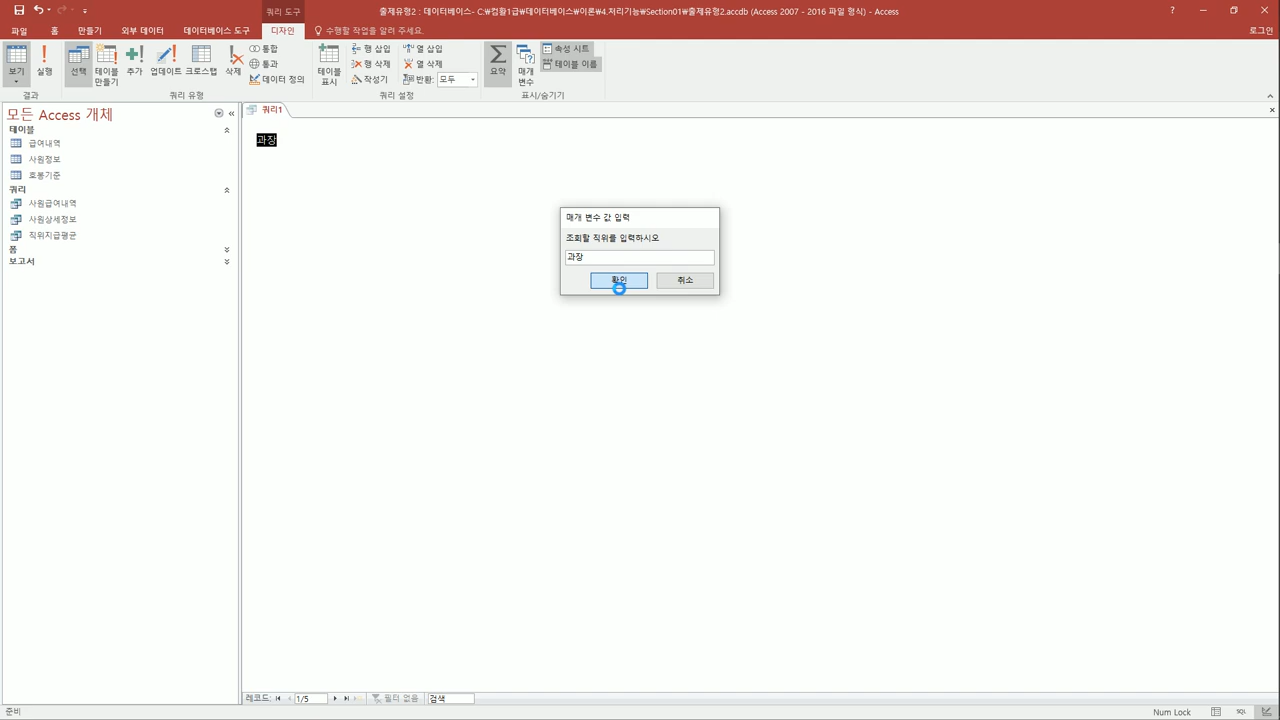 쿼리 도구
출제유형2 : 데이터베이스- C:₩컴활1급₩데이터베이스₩이론₩4.처리기능₩Section01₩출제유형2.accdb (Access 2007 - 2016 파일 형식) - Access
?
파일 홈 만들기 외부 데이터 데이터베이스 도구 디자인 수행할 작업을 알려 주세요. 로그인
보기 실행 선택 테이블 만들기 추가 업데이트 크로스탭 삭제
통합
통과
데이터 정의
테이블 표시
행 삽입
행 삭제
작성기
열 삽입
열 삭제
반환: 모두
요약 매개 변수
속성 시트
테이블 이름
결과 쿼리 유형 쿼리 설정 표시/숨기기
모든 Access 개체
테이블
급여내역
사원정보
호봉기준
쿼리
사원급여내역
사원상세정보
직위지급평균
폼
보고서
쿼리1
과장
매개 변수 값 입력
조회할 직위를 입력하시오
과장
확인 취소
레코드: 1/5 필터 없음 검색
준비 Num Lock SQL